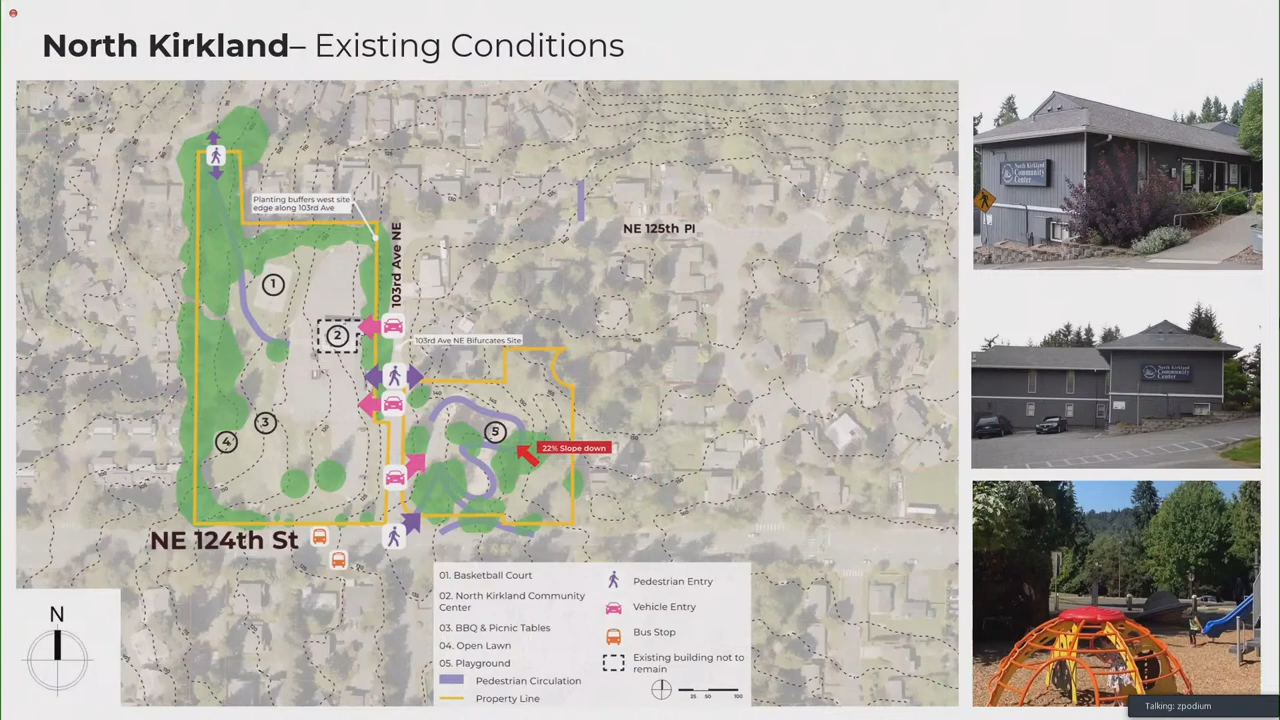 North Kirkland– Existing Conditions
Planting buffers west site
edge along 103rd Ave
103rd Ave NE
NE 125th Pl
1
2
103rd Ave NE Bifurcates Site
3
4
5
22% Slope down
NE 124th St
N
01. Basketball Court
02. North Kirkland Community
Center
03. BBQ & Picnic Tables
04. Open Lawn
05. Playground
Pedestrian Circulation
Property Line
Pedestrian Entry
Vehicle Entry
Bus Stop
Existing building not to
remain
25 50 100
North Kirkland
Community
Center
North Kirkland
Community
Center
Talking: zpodium